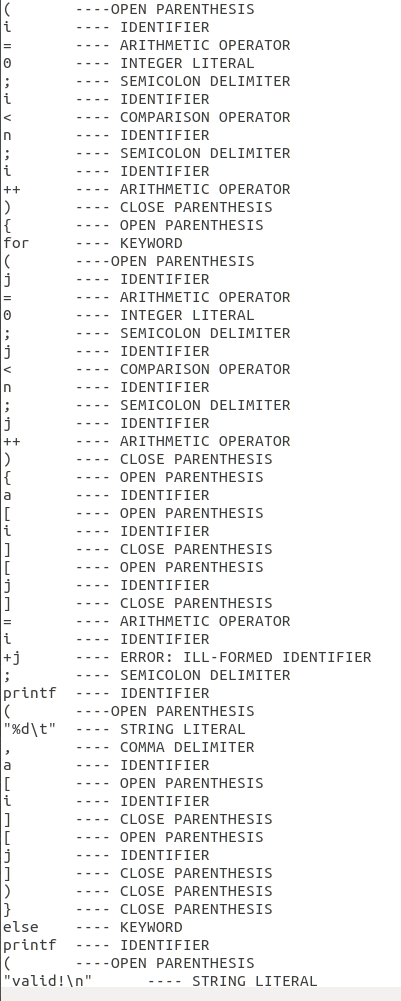 (       ----OPEN PARENTHESIS
i       ---- IDENTIFIER
=       ---- ARITHMETIC OPERATOR
0       ---- INTEGER LITERAL
;       ---- SEMICOLON DELIMITER
i       ---- IDENTIFIER
<       ---- COMPARISON OPERATOR
n       ---- IDENTIFIER
;       ---- SEMICOLON DELIMITER
i       ---- IDENTIFIER
++      ---- ARITHMETIC OPERATOR
)       ---- CLOSE PARENTHESIS
{       ---- OPEN PARENTHESIS
for     ---- KEYWORD
(       ----OPEN PARENTHESIS
j       ---- IDENTIFIER
=       ---- ARITHMETIC OPERATOR
0       ---- INTEGER LITERAL
;       ---- SEMICOLON DELIMITER
j       ---- IDENTIFIER
<       ---- COMPARISON OPERATOR
n       ---- IDENTIFIER
;       ---- SEMICOLON DELIMITER
j       ---- IDENTIFIER
++      ---- ARITHMETIC OPERATOR
)       ---- CLOSE PARENTHESIS
{       ---- OPEN PARENTHESIS
a       ---- IDENTIFIER
[       ---- OPEN PARENTHESIS
i       ---- IDENTIFIER
]       ---- CLOSE PARENTHESIS
[       ---- OPEN PARENTHESIS
j       ---- IDENTIFIER
]       ---- CLOSE PARENTHESIS
=       ---- ARITHMETIC OPERATOR
i       ---- IDENTIFIER
+j      ---- ERROR: ILL-FORMED IDENTIFIER
;       ---- SEMICOLON DELIMITER
printf  ---- IDENTIFIER
(       ----OPEN PARENTHESIS
"%d\t"  ---- STRING LITERAL
,       ---- COMMA DELIMITER
a       ---- IDENTIFIER
[       ---- OPEN PARENTHESIS
i       ---- IDENTIFIER
]       ---- CLOSE PARENTHESIS
[       ---- OPEN PARENTHESIS
j       ---- IDENTIFIER
]       ---- CLOSE PARENTHESIS
)       ---- CLOSE PARENTHESIS
}       ---- CLOSE PARENTHESIS
else    ---- KEYWORD
printf  ---- IDENTIFIER
(       ----OPEN PARENTHESIS
"valid!\n"      ---- STRING LITERAL